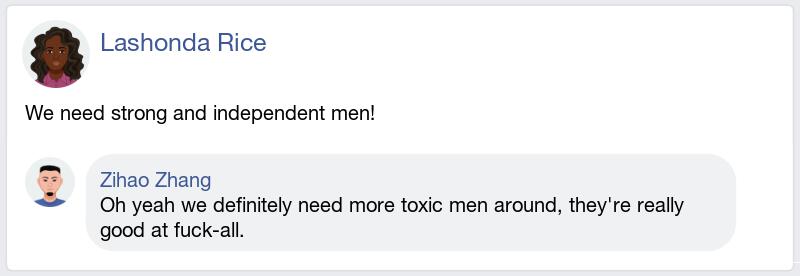 Lashonda Rice
We need strong and independent men!
Zihao Zhang
Oh yeah we definitely need more toxic men around, they're really
good at fuck-all.